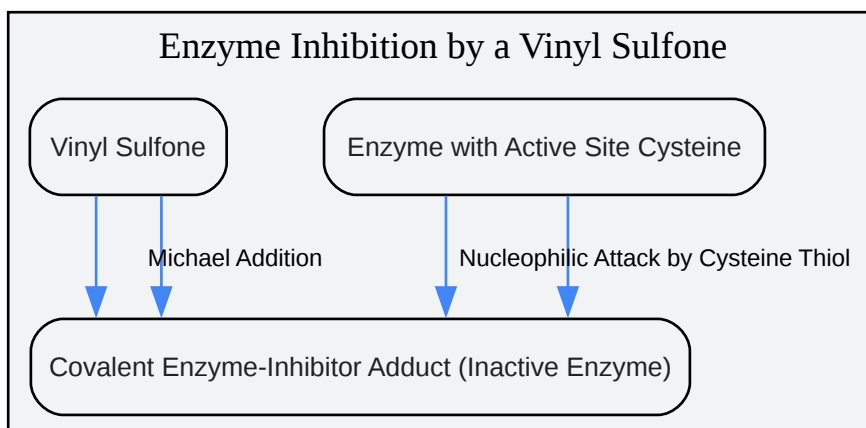 Enzyme Inhibition by a Vinyl Sulfone
Vinyl Sulfone
Enzyme with Active Site Cysteine
Michael Addition
Nucleophilic Attack by Cysteine Thiol
Covalent Enzyme-Inhibitor Adduct (Inactive Enzyme)